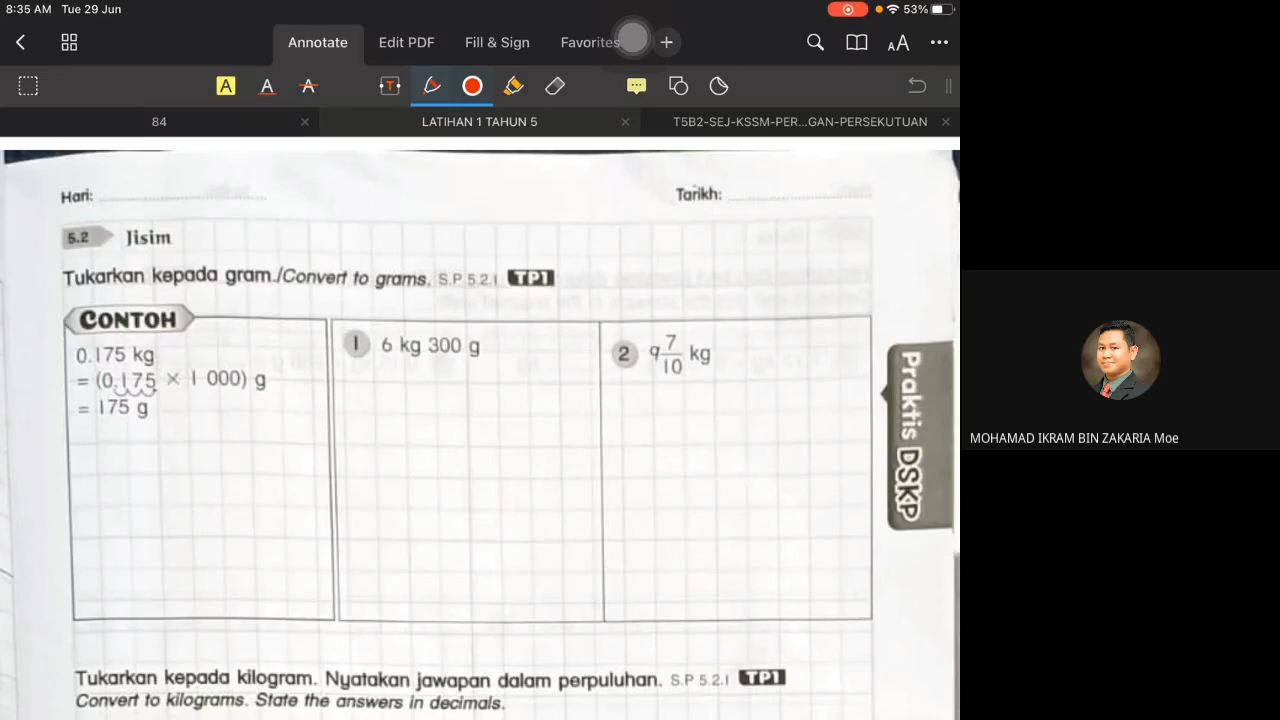 8:35 AM Tue 29 Jun
53%
Annotate
Edit PDF
Fill & Sign
Favorites
AA
A
A
A
T
84
LATIHAN 1 TAHUN 5
T5B2-SEJ-KSSM-PER...GAN-PERSEKUTUAN
Hari:
Tarikh:
5.2 Jisim
Tukarkan kepada gram./Convert to grams. S.P 5.2.1 TP1
CONTOH
0.175 kg
= (0.175 × 1 000) g
= 175 g
1 6 kg 300 g
2 9 7/10 kg
Praktis DSKP
Tukarkan kepada kilogram. Nyatakan jawapan dalam perpuluhan. S.P 5.2.1 TP1
Convert to kilograms. State the answers in decimals.
MOHAMAD IKRAM BIN ZAKARIA Moe